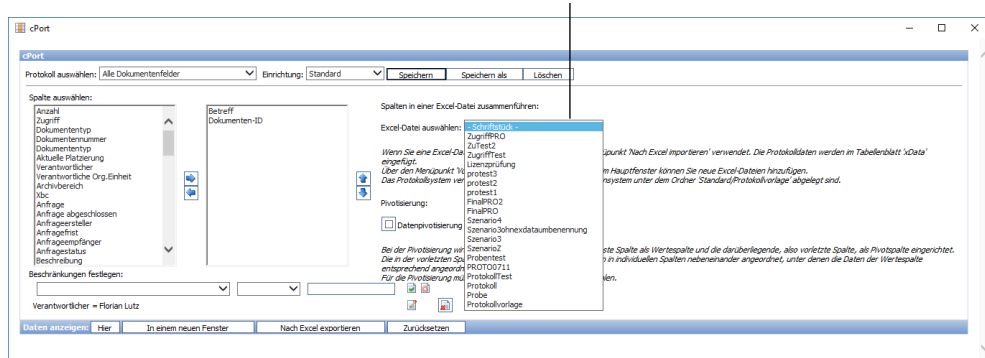 cPort
cPort
Protokoll auswählen: Alle Dokumentenfelder Einrichtung: Standard Speichern Speichern als Löschen
Spalte auswählen:
Anzahl
Zugriff
Dokumententyp
Dokumentennummer
Dokumententyp
Aktuelle Platzierung
Verantwortlicher
Verantwortliche Org.Einheit
Archivbereich
Xbc
Anfrage
Anfrage abgeschlossen
Anfrageersteller
Anfragefrist
Anfrageempfänger
Anfragestatus
Beschreibung
Betreff
Dokumenten-ID
Spalten in einer Excel-Datei zusammenführen:
Excel-Datei auswählen:
- Schriftstück -
ZugriffPRO
ZuTest2
ZugriffTest
Lizenzprüfung
protest3
protest2
protest1
FinalPRO2
FinalPRO
Szenario4
Szenario3ohnexdataumbenennung
Szenario3
Szenario2
Probentest
PROTO0711
ProtokollTest
Protokoll
Probe
Protokollvorlage
Wenn Sie eine Excel-Da üpunkt 'Nach Excel importieren' verwendet. Die Protokolldaten werden im Tabellenblatt 'xData'
eingefügt.
Über den Menüpunkt 'Vo m Hauptfenster können Sie neue Excel-Dateien hinzufügen.
Das Protokollsystem ver nsystem unter dem Ordner 'Standard/Protokollvorlage' abgelegt sind.
Pivotisierung:
Datenpivotisierung
Bei der Pivotisierung wir ste Spalte als Wertespalte und die darüberliegende, also vorletzte Spalte, als Pivotspalte eingerichtet.
Die in der vorletzten Spa n in individuellen Spalten nebeneinander angeordnet, unter denen die Daten der Wertespalte
entsprechend angeordn
Für die Pivotisierung mü len.
Beschränkungen festlegen:
Verantwortlicher = Florian Lutz
Daten anzeigen: Hier In einem neuen Fenster Nach Excel exportieren Zurücksetzen